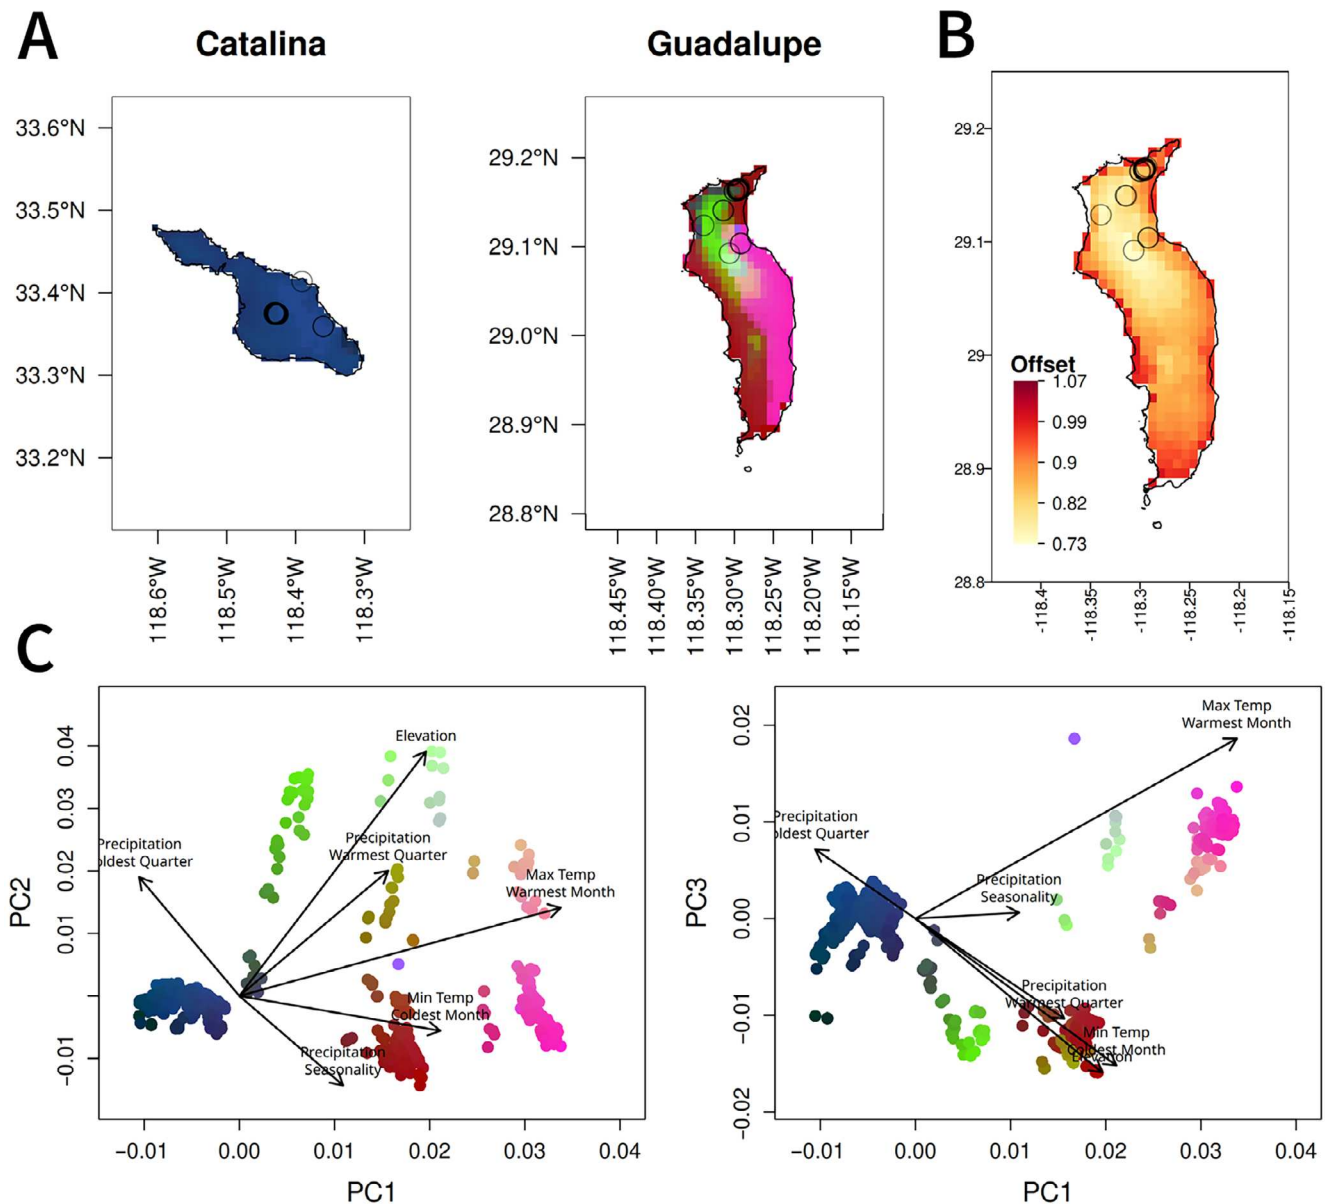 A
Catalina
Guadalupe
B
33.6°N
33.5°N
33.4°N
33.3°N
33.2°N
118.6°W
118.5°W
118.4°W
118.3°W
29.2°N
29.1°N
29.0°N
28.9°N
28.8°N
118.45°W
118.40°W
118.35°W
118.30°W
118.25°W
118.20°W
118.15°W
29.2
29.1
29
28.9
28.8
Offset
1.07
0.99
0.9
0.82
0.73
-118.4
-118.35
-118.3
-118.25
-118.2
-118.15
C
PC2
0.04
0.03
0.02
0.01
−0.01
Elevation
Precipitation
oldest Quarter
Precipitation
Warmest Quarter
Max Temp
Warmest Month
Min Temp
Coldest Month
Precipitation
Seasonality
−0.01
0.00
0.01
0.02
0.03
0.04
PC1
PC3
0.02
0.01
0.00
−0.01
−0.02
Max Temp
Warmest Month
Precipitation
oldest Quarter
Precipitation
Seasonality
Precipitation
Warmest Quarter
Min Temp
Coldest Month
Elevation
−0.01
0.00
0.01
0.02
0.03
0.04
PC1